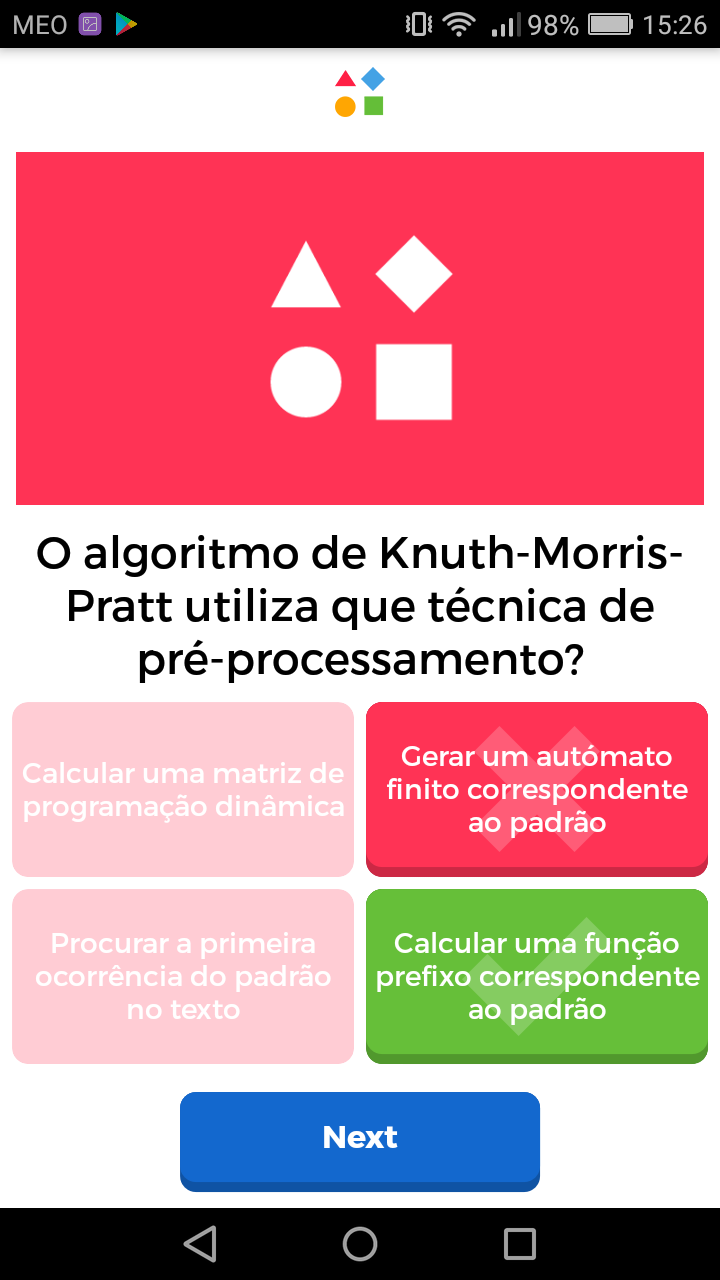 MEO 98% 15:26
O algoritmo de Knuth-Morris-
Pratt utiliza que técnica de
pré-processamento?
Calcular uma matriz de
programação dinâmica
Gerar um autómato
finito correspondente
ao padrão
Procurar a primeira
ocorrência do padrão
no texto
Calcular uma função
prefixo correspondente
ao padrão
Next